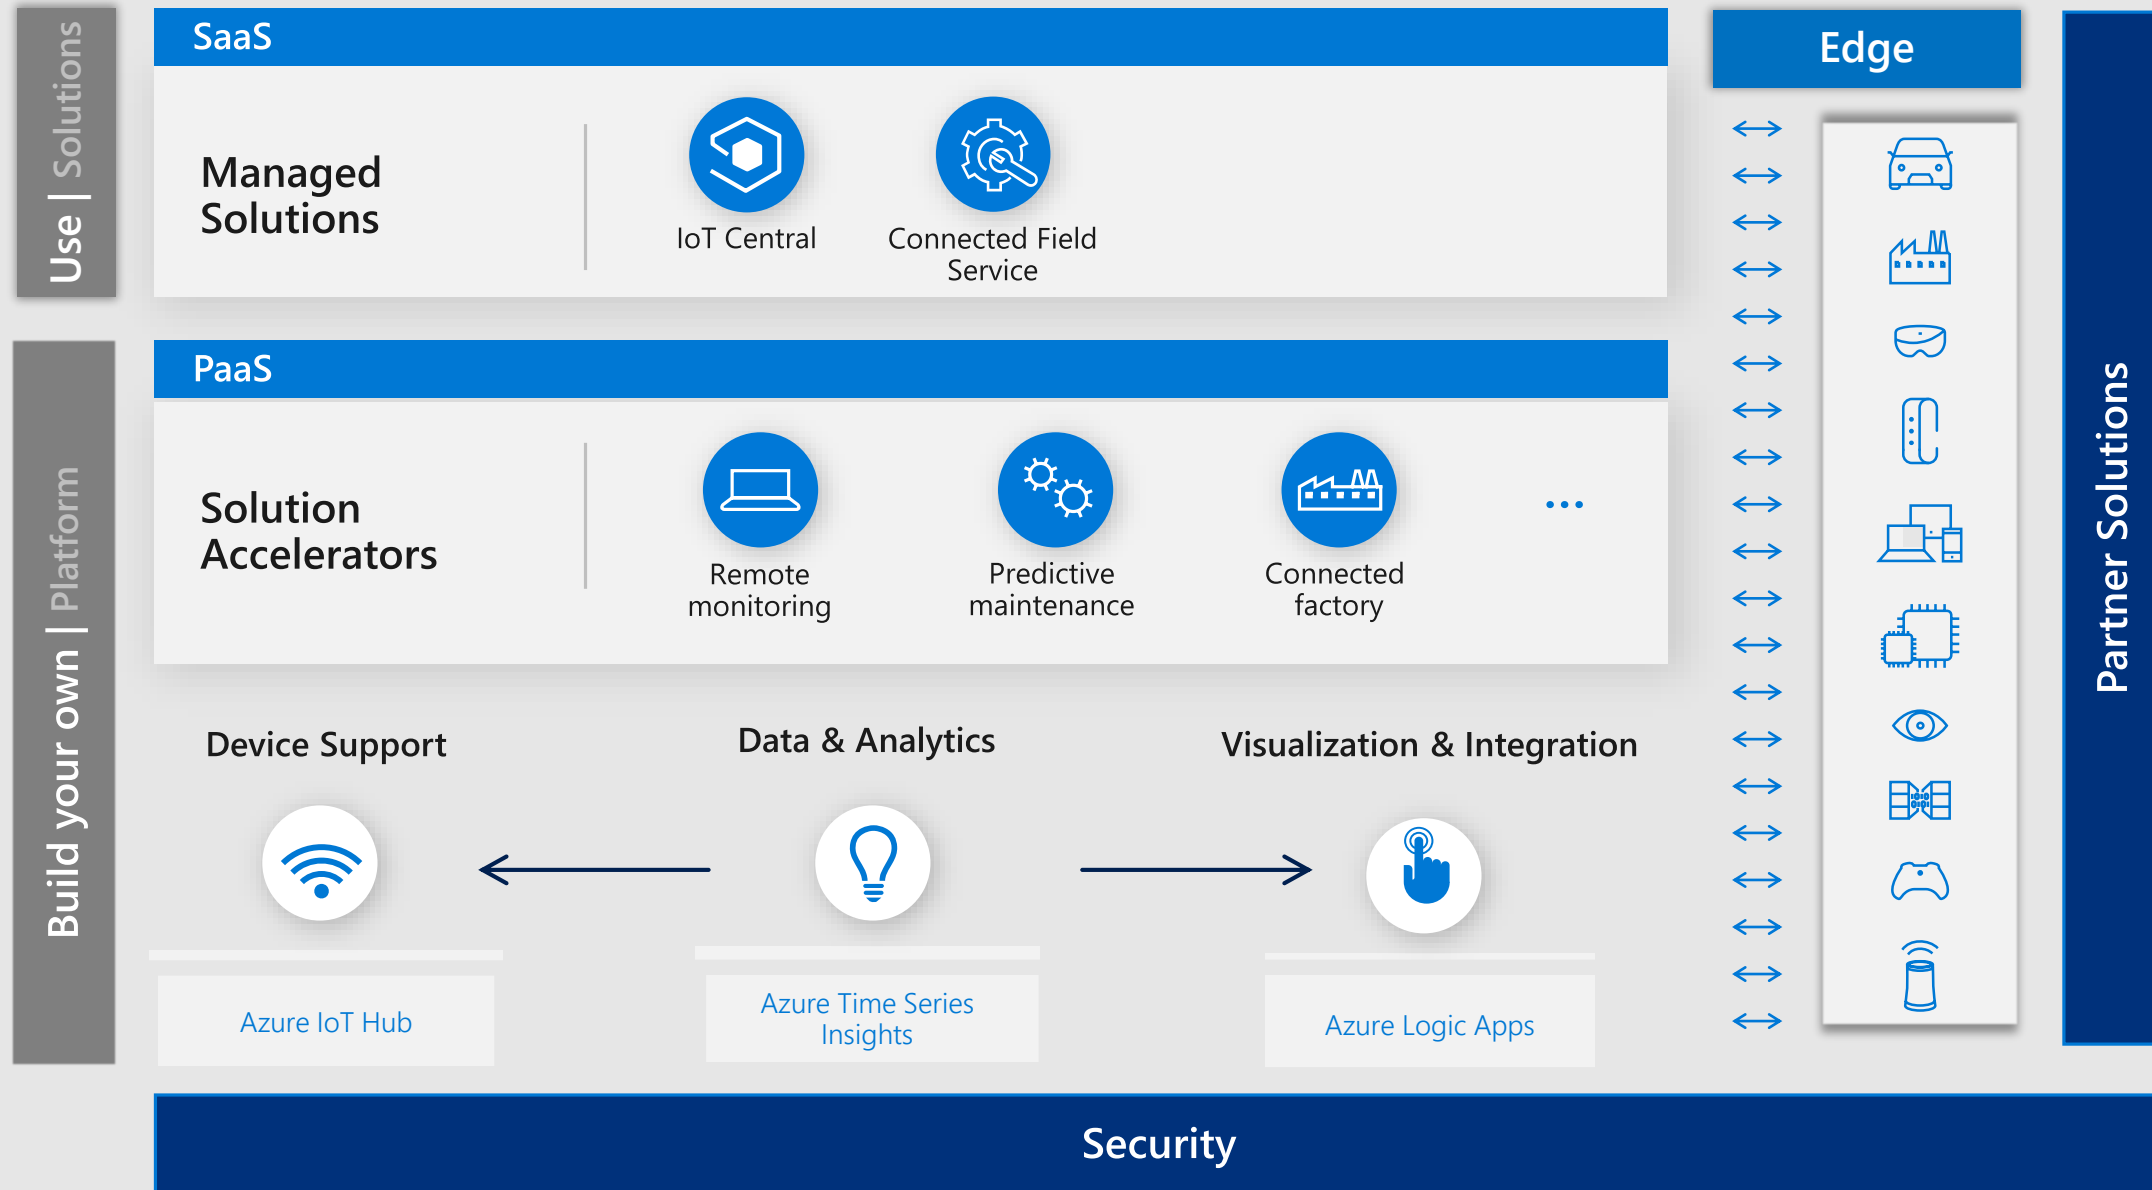 Use | Solutions
SaaS
Managed
Solutions
IoT Central
Connected Field
Service
Build your own | Platform
PaaS
Solution
Accelerators
Remote
monitoring
Predictive
maintenance
Connected
factory
...
Device Support
Data & Analytics
Visualization & Integration
Azure IoT Hub
Azure Time Series
Insights
Azure Logic Apps
Edge
Partner Solutions
Security